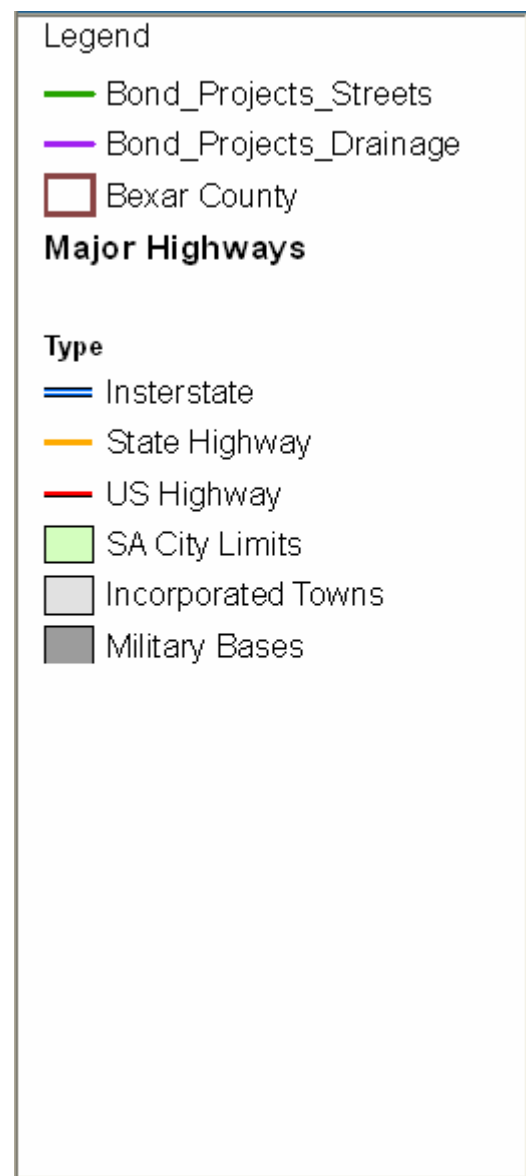 Legend
Bond_Projects_Streets
Bond_Projects_Drainage
Bexar County
Major Highways
Type
Insterstate
State Highway
US Highway
SA City Limits
Incorporated Towns
Military Bases